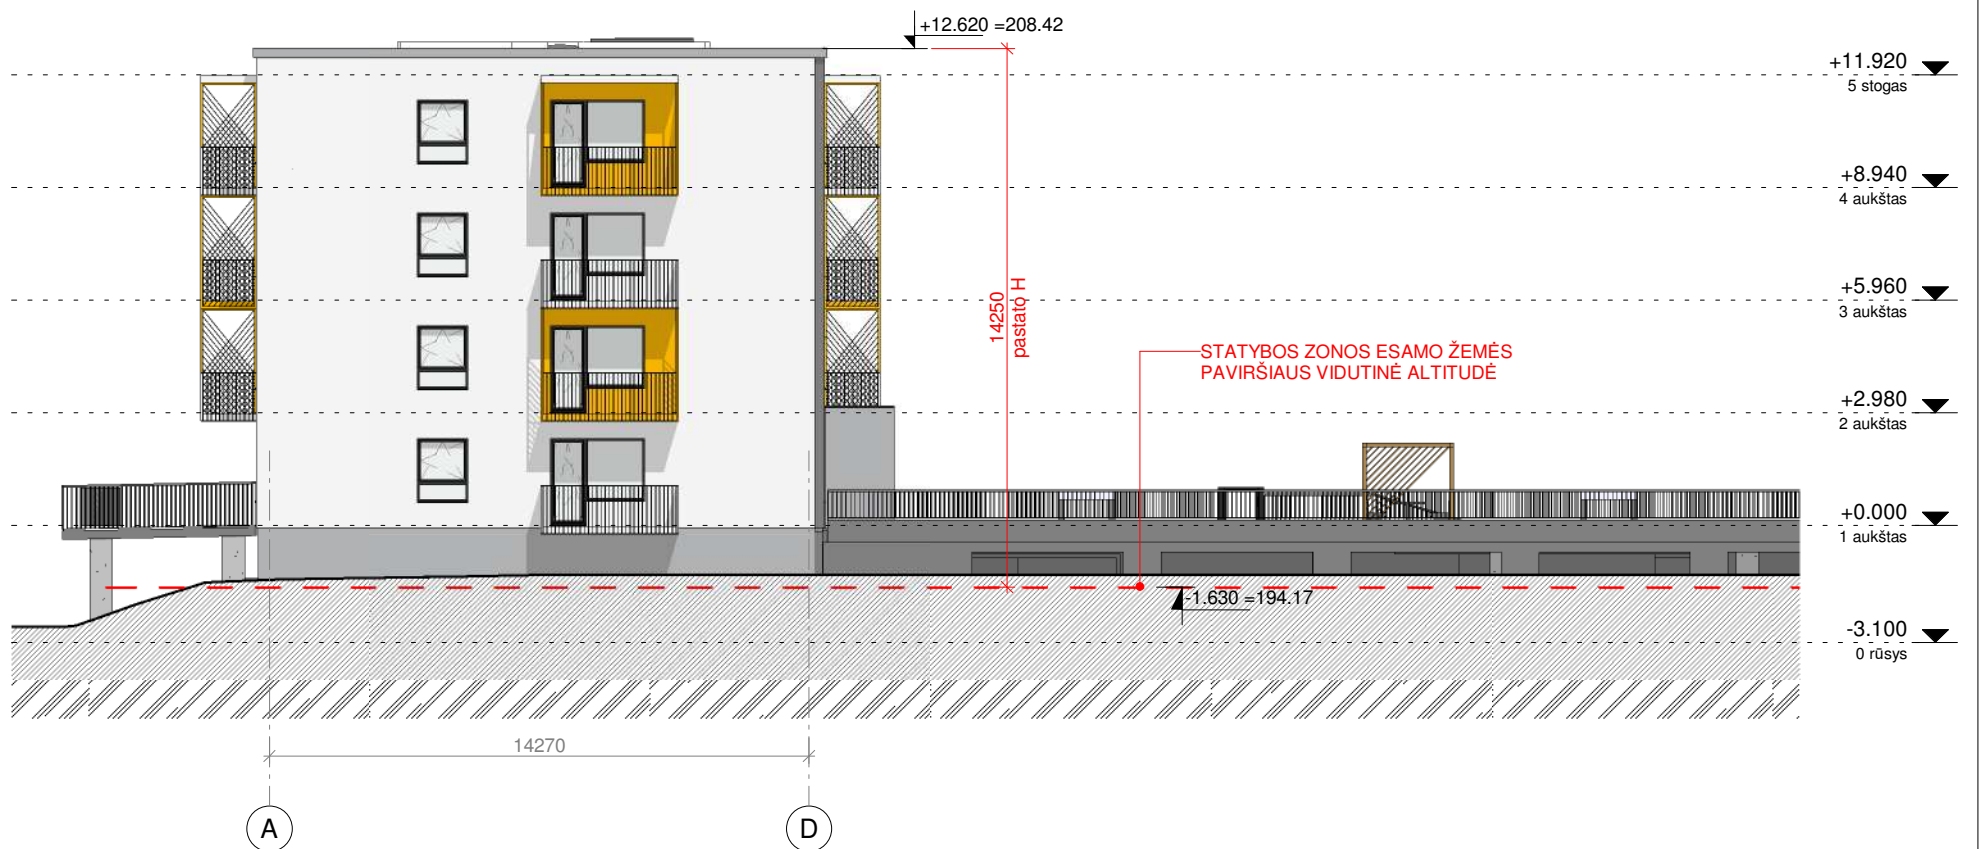 +12.620 =208.42
+11.920
5 stogas
+8.940
4 aukštas
+5.960
3 aukštas
14250
pastato H
STATYBOS ZONOS ESAMO ŽEMĖS
PAVIRŠIAUS VIDUTINĖ ALTITUDĖ
+2.980
2 aukštas
+0.000
1 aukštas
-1.630 =194.17
-3.100
0 rūsys
14270
A
D